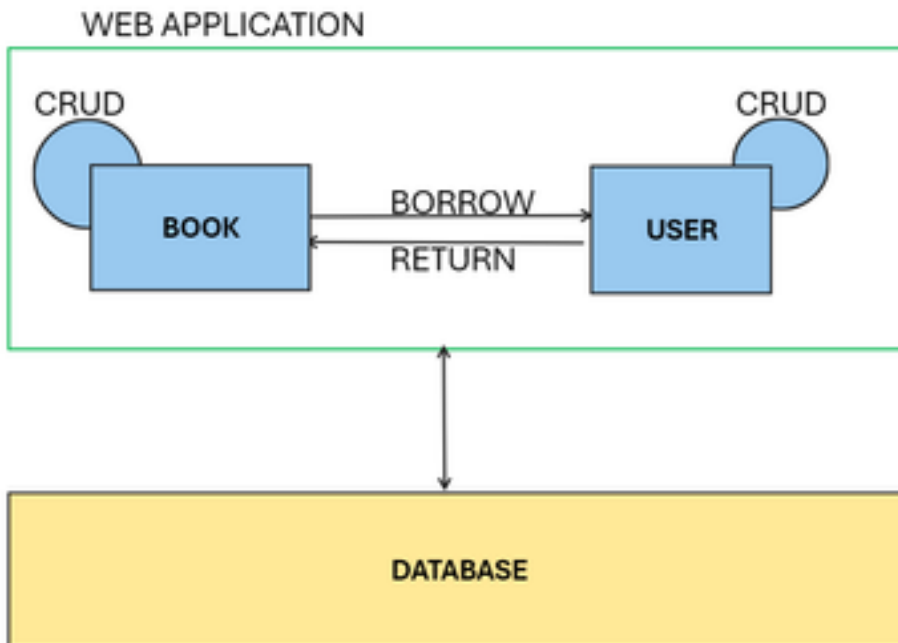 WEB APPLICATION
CRUD
CRUD
BOOK
BORROW
USER
RETURN
DATABASE